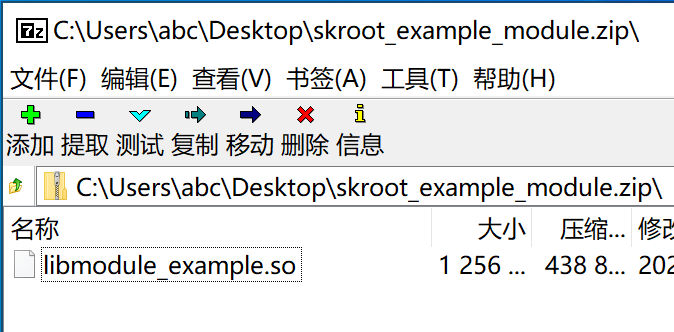 7z C:\Users\abc\Desktop\skroot_example_module.zip\
文件(F) 编辑(E) 查看(V) 书签(A) 工具(T) 帮助(H)
添加 提取 测试 复制 移动 删除 信息
C:\Users\abc\Desktop\skroot_example_module.zip\
名称 大小 压缩... 修改
libmodule_example.so 1 256 ... 438 8... 202